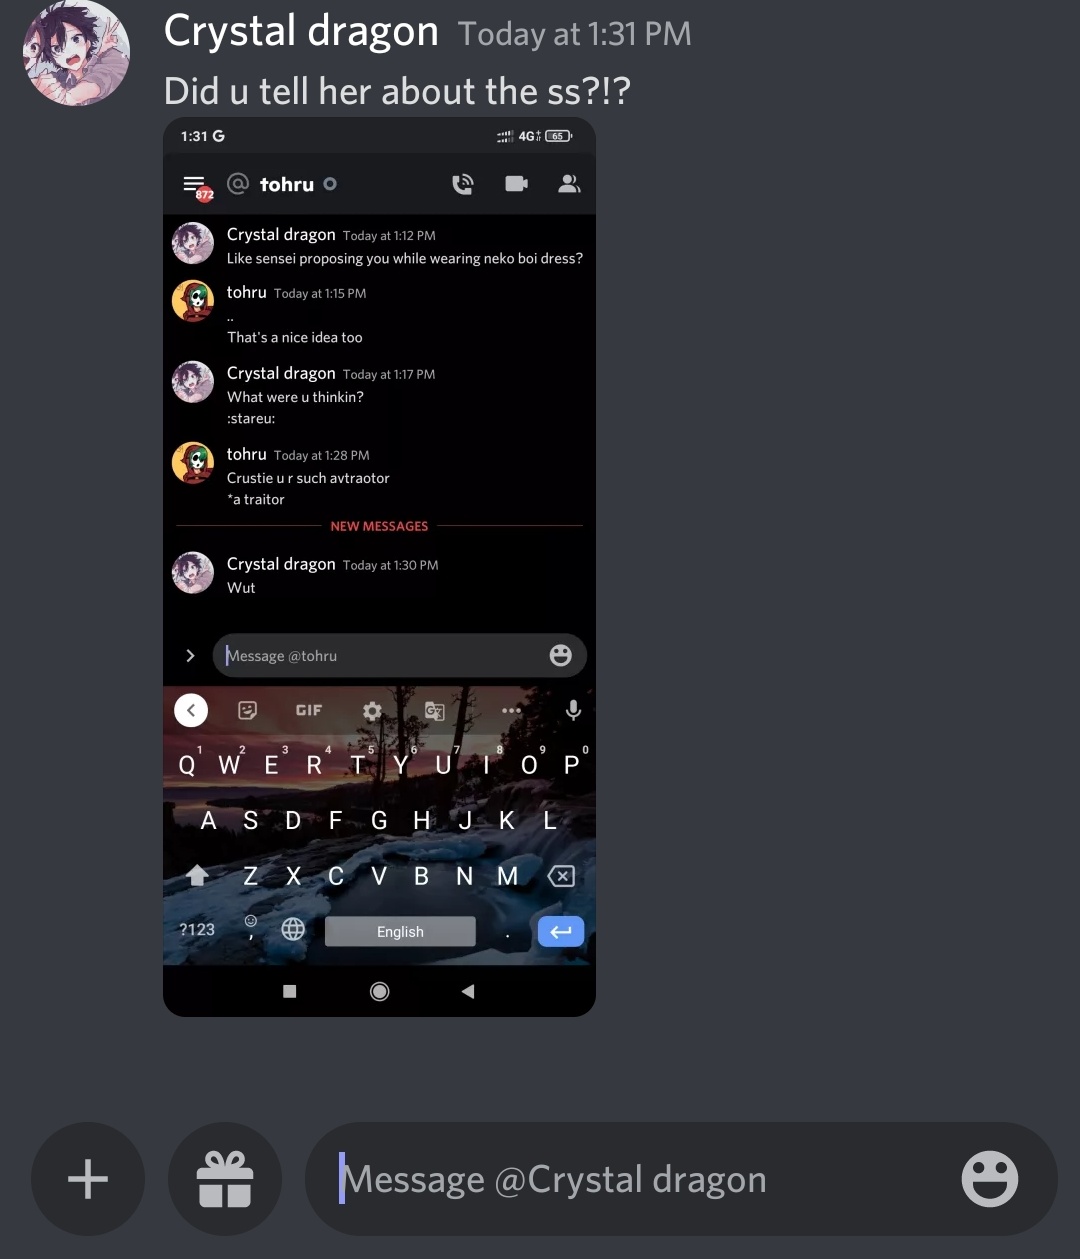 Crystal dragon Today at 1:31 PM
Did u tell her about the ss?!?
1:31 G 4G 65
872 @ tohru
Crystal dragon Today at 1:12 PM
Like sensei proposing you while wearing neko boi dress?
tohru Today at 1:15 PM
..
That's a nice idea too
Crystal dragon Today at 1:17 PM
What were u thinkin?
:stareu:
tohru Today at 1:28 PM
Crustie u r such avtraotor
*a traitor
NEW MESSAGES
Crystal dragon Today at 1:30 PM
Wut
Message @tohru
GIF
1 2 3 4 5 6 7 8 9 0
Q W E R T Y U I O P
A S D F G H J K L
Z X C V B N M
?123 , English .
Message @Crystal dragon